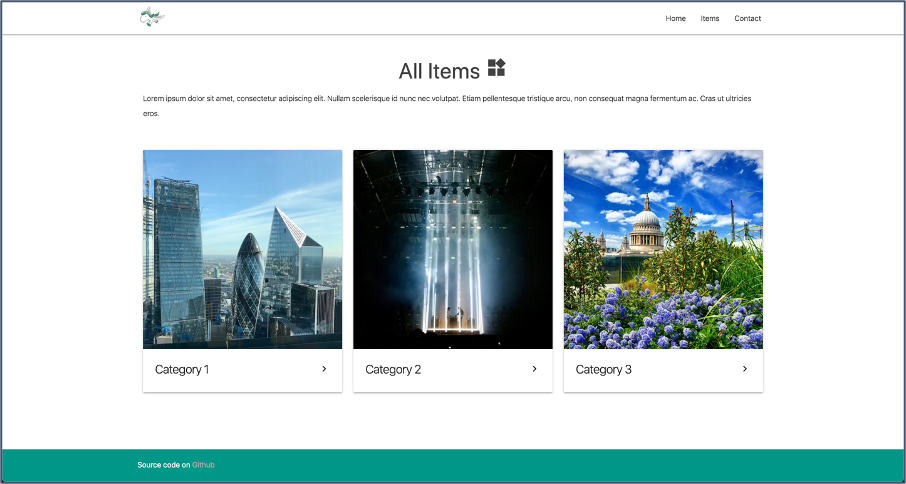 Home Items Contact
All Items
Lorem ipsum dolor sit amet, consectetur adipiscing elit. Nullam scelerisque id nunc nec volutpat. Etiam pellentesque tristique arcu, non consequat magna fermentum ac. Cras ut ultricies
eros.
Category 1
Category 2
Category 3
Source code on Github